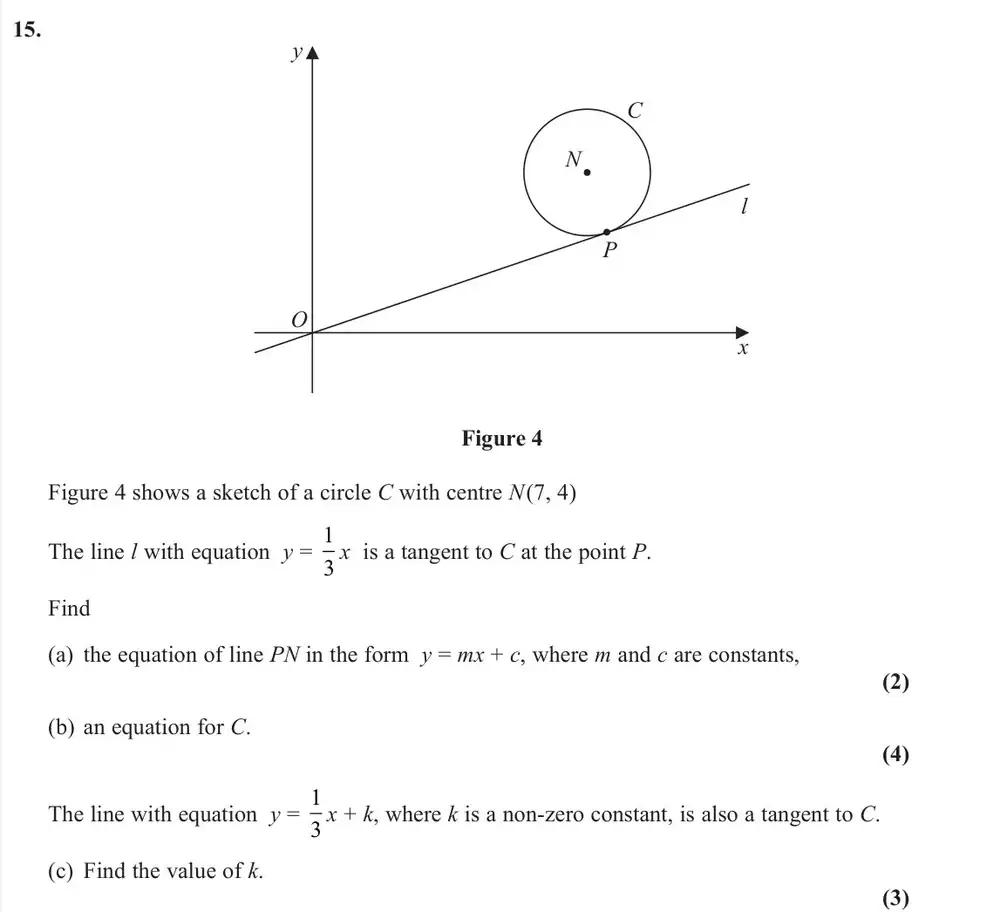 15.
y
C
N
l
P
O
x
Figure 4
Figure 4 shows a sketch of a circle C with centre N(7, 4)
The line l with equation y = 1/3 x is a tangent to C at the point P.
Find
(a) the equation of line PN in the form y = mx + c, where m and c are constants,
(2)
(b) an equation for C.
(4)
The line with equation y = 1/3 x + k, where k is a non-zero constant, is also a tangent to C.
(c) Find the value of k.
(3)